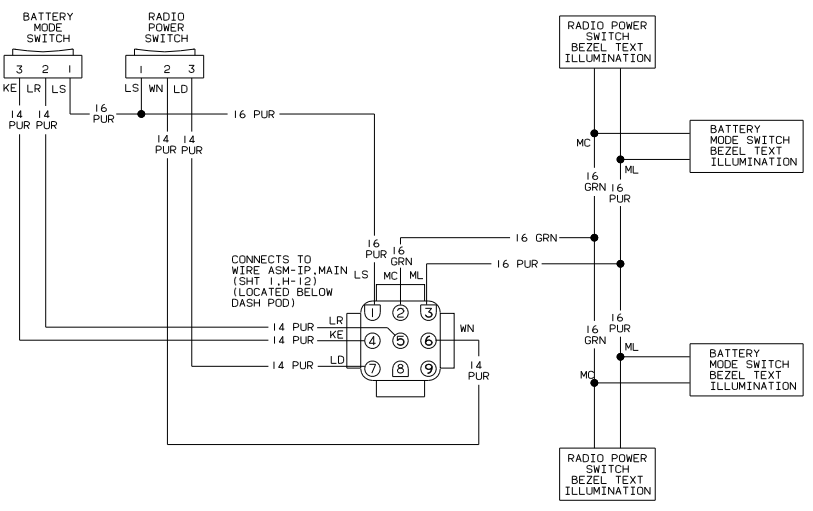 BATTERY
MODE
SWITCH
RADIO
POWER
SWITCH
3 2 1
1 2 3
KE LR LS
LS WN LD
14
PUR
14
PUR
16
PUR
16 PUR
14
PUR
14
PUR
RADIO POWER
SWITCH
BEZEL TEXT
ILLUMINATION
MC
BATTERY
MODE SWITCH
BEZEL TEXT
ILLUMINATION
ML
16
GRN
16
PUR
16 GRN
16 PUR
CONNECTS TO
WIRE ASM-IP,MAIN
(SHT 1,H-12)
(LOCATED BELOW
DASH POD)
16
PUR
16
GRN
LS MC ML
1 2 3
4 5 6
7 8 9
14 PUR LR
14 PUR KE
14 PUR LD
WN
14
PUR
16
GRN
16
PUR
ML
MC
BATTERY
MODE SWITCH
BEZEL TEXT
ILLUMINATION
RADIO POWER
SWITCH
BEZEL TEXT
ILLUMINATION